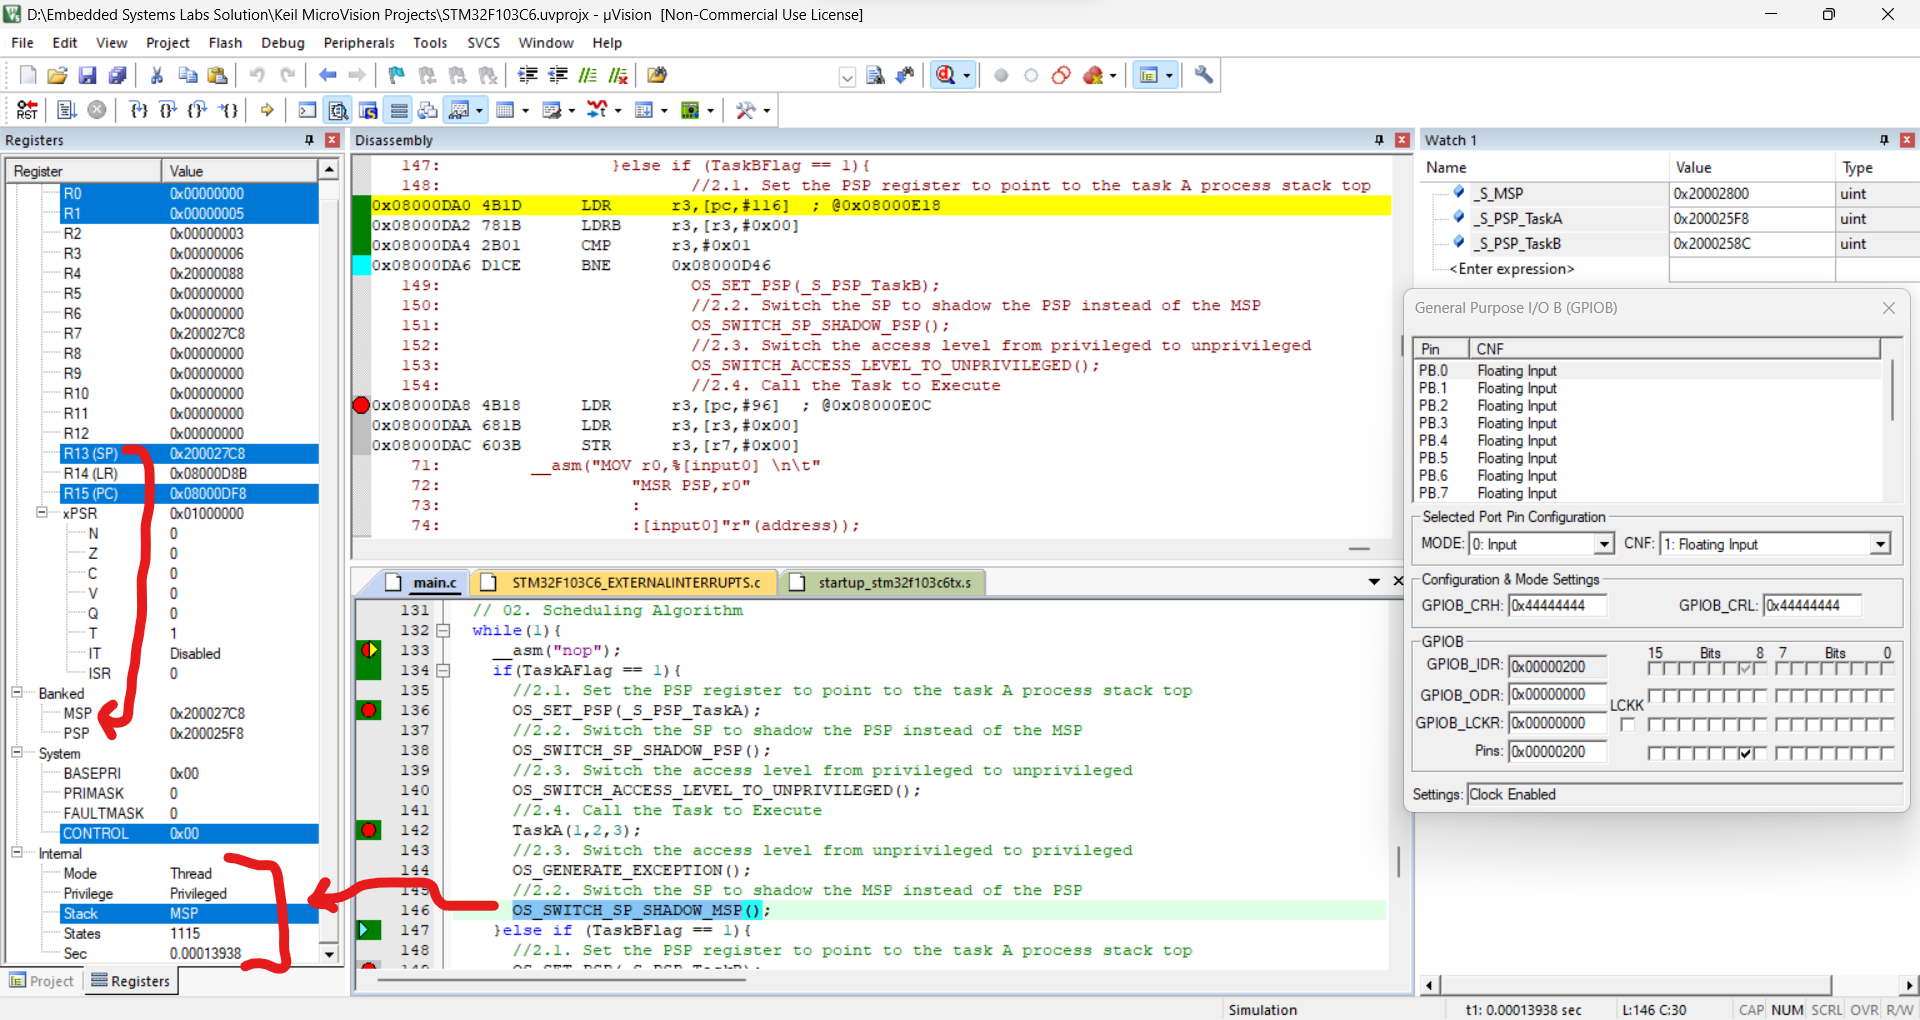 D:\Embedded Systems Labs Solution\Keil MicroVision Projects\STM32F103C6.uvprojx - µVision  [Non-Commercial Use License]
File Edit View Project Flash Debug Peripherals Tools SVCS Window Help
RST
Registers
Register Value
R0 0x00000000
R1 0x00000005
R2 0x00000003
R3 0x00000006
R4 0x20000088
R5 0x00000000
R6 0x00000000
R7 0x200027C8
R8 0x00000000
R9 0x00000000
R10 0x00000000
R11 0x00000000
R12 0x00000000
R13 (SP) 0x200027C8
R14 (LR) 0x08000D8B
R15 (PC) 0x08000DF8
xPSR 0x01000000
N 0
Z 0
C 0
V 0
Q 0
T 1
IT Disabled
ISR 0
Banked
MSP 0x200027C8
PSP 0x200025F8
System
BASEPRI 0x00
PRIMASK 0
FAULTMASK 0
CONTROL 0x00
Internal
Mode Thread
Privilege Privileged
Stack MSP
States 1115
Sec 0.00013938
Project Registers
Disassembly
147: }else if (TaskBFlag == 1){
148: //2.1. Set the PSP register to point to the task A process stack top
0x08000DA0 4B1D LDR r3,[pc,#116] ; @0x08000E18
0x08000DA2 781B LDRB r3,[r3,#0x00]
0x08000DA4 2B01 CMP r3,#0x01
0x08000DA6 D1CE BNE 0x08000D46
149: OS_SET_PSP(_S_PSP_TaskB);
150: //2.2. Switch the SP to shadow the PSP instead of the MSP
151: OS_SWITCH_SP_SHADOW_PSP();
152: //2.3. Switch the access level from privileged to unprivileged
153: OS_SWITCH_ACCESS_LEVEL_TO_UNPRIVILEGED();
154: //2.4. Call the Task to Execute
0x08000DA8 4B18 LDR r3,[pc,#96] ; @0x08000E0C
0x08000DAA 681B LDR r3,[r3,#0x00]
0x08000DAC 603B STR r3,[r7,#0x00]
71: __asm("MOV r0,%[input0] \n\t"
72: "MSR PSP,r0"
73: :
74: :[input0]"r"(address));
main.c STM32F103C6_EXTERNALINTERRUPTS.c startup_stm32f103c6tx.s
131 // 02. Scheduling Algorithm
132 while(1){
133 __asm("nop");
134 if(TaskAFlag == 1){
135 //2.1. Set the PSP register to point to the task A process stack top
136 OS_SET_PSP(_S_PSP_TaskA);
137 //2.2. Switch the SP to shadow the PSP instead of the MSP
138 OS_SWITCH_SP_SHADOW_PSP();
139 //2.3. Switch the access level from privileged to unprivileged
140 OS_SWITCH_ACCESS_LEVEL_TO_UNPRIVILEGED();
141 //2.4. Call the Task to Execute
142 TaskA(1,2,3);
143 //2.3. Switch the access level from unprivileged to privileged
144 OS_GENERATE_EXCEPTION();
145 //2.2. Switch the SP to shadow the MSP instead of the PSP
146 OS_SWITCH_SP_SHADOW_MSP();
147 }else if (TaskBFlag == 1){
148 //2.1. Set the PSP register to point to the task A process stack top
Watch 1
Name Value Type
_S_MSP 0x20002800 uint
_S_PSP_TaskA 0x200025F8 uint
_S_PSP_TaskB 0x2000258C uint
<Enter expression>
General Purpose I/O B (GPIOB)
Pin CNF
PB.0 Floating Input
PB.1 Floating Input
PB.2 Floating Input
PB.3 Floating Input
PB.4 Floating Input
PB.5 Floating Input
PB.6 Floating Input
PB.7 Floating Input
Selected Port Pin Configuration
MODE: 0: Input CNF: 1: Floating Input
Configuration & Mode Settings
GPIOB_CRH: 0x44444444 GPIOB_CRL: 0x44444444
GPIOB
15 Bits 8 7 Bits 0
GPIOB_IDR: 0x00000200
GPIOB_ODR: 0x00000000
LCKK
GPIOB_LCKR: 0x00000000
Pins: 0x00000200
Settings: Clock Enabled
Simulation t1: 0.00013938 sec L:146 C:30 CAP NUM SCRL OVR R/W